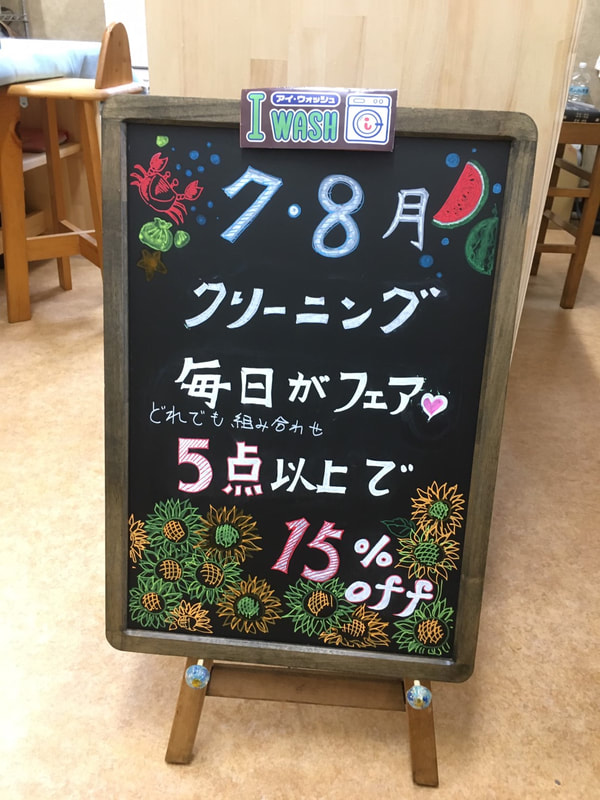 アイ・ウォッシュ
I WASH
7・8月
クリーニング
毎日がフェア
どれでも組み合わせ
5点以上で
15%
off